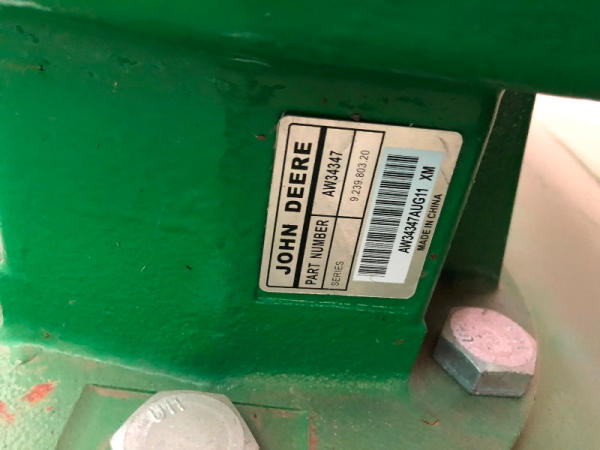 JOHN DEERE
PART NUMBER AW34347
SERIES 9.239.803.20
AW34347AUG11 XM
MADE IN CHINA